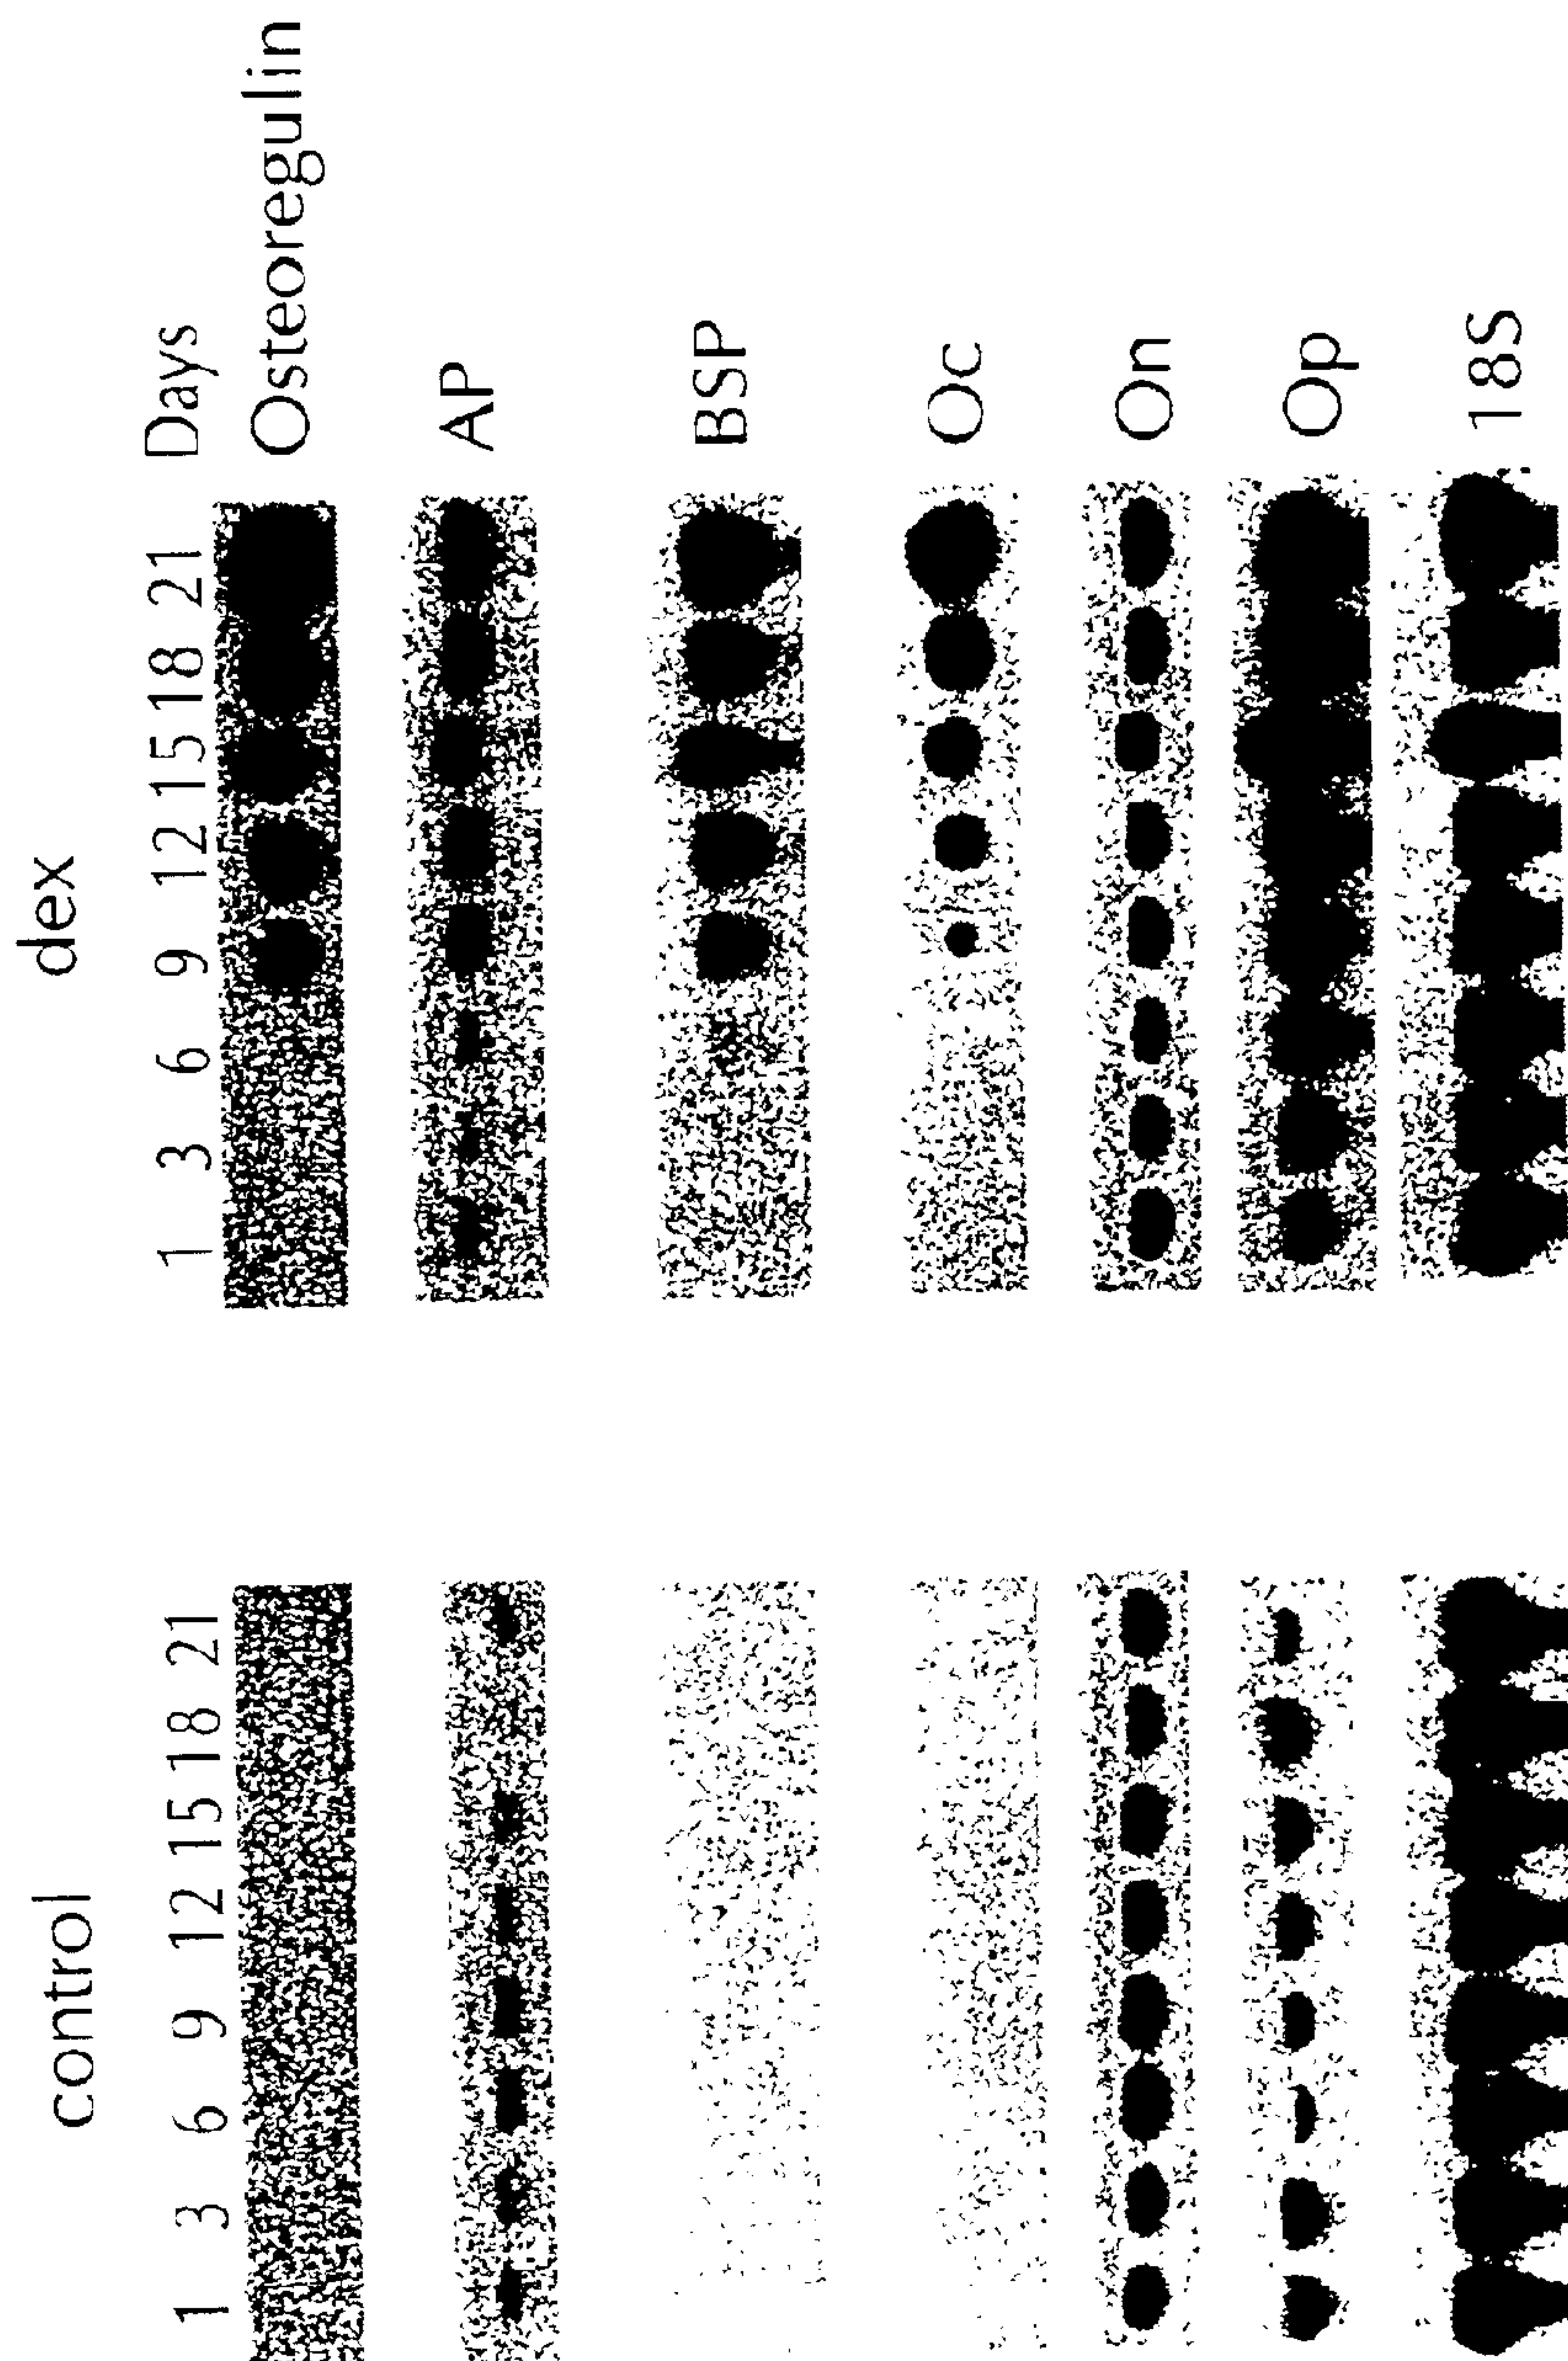 control dex
1 3 6 9 12 15 18 21 1 3 6 9 12 15 18 21 Days
Osteoregulin
AP
BSP
Oc
On
Op
18S